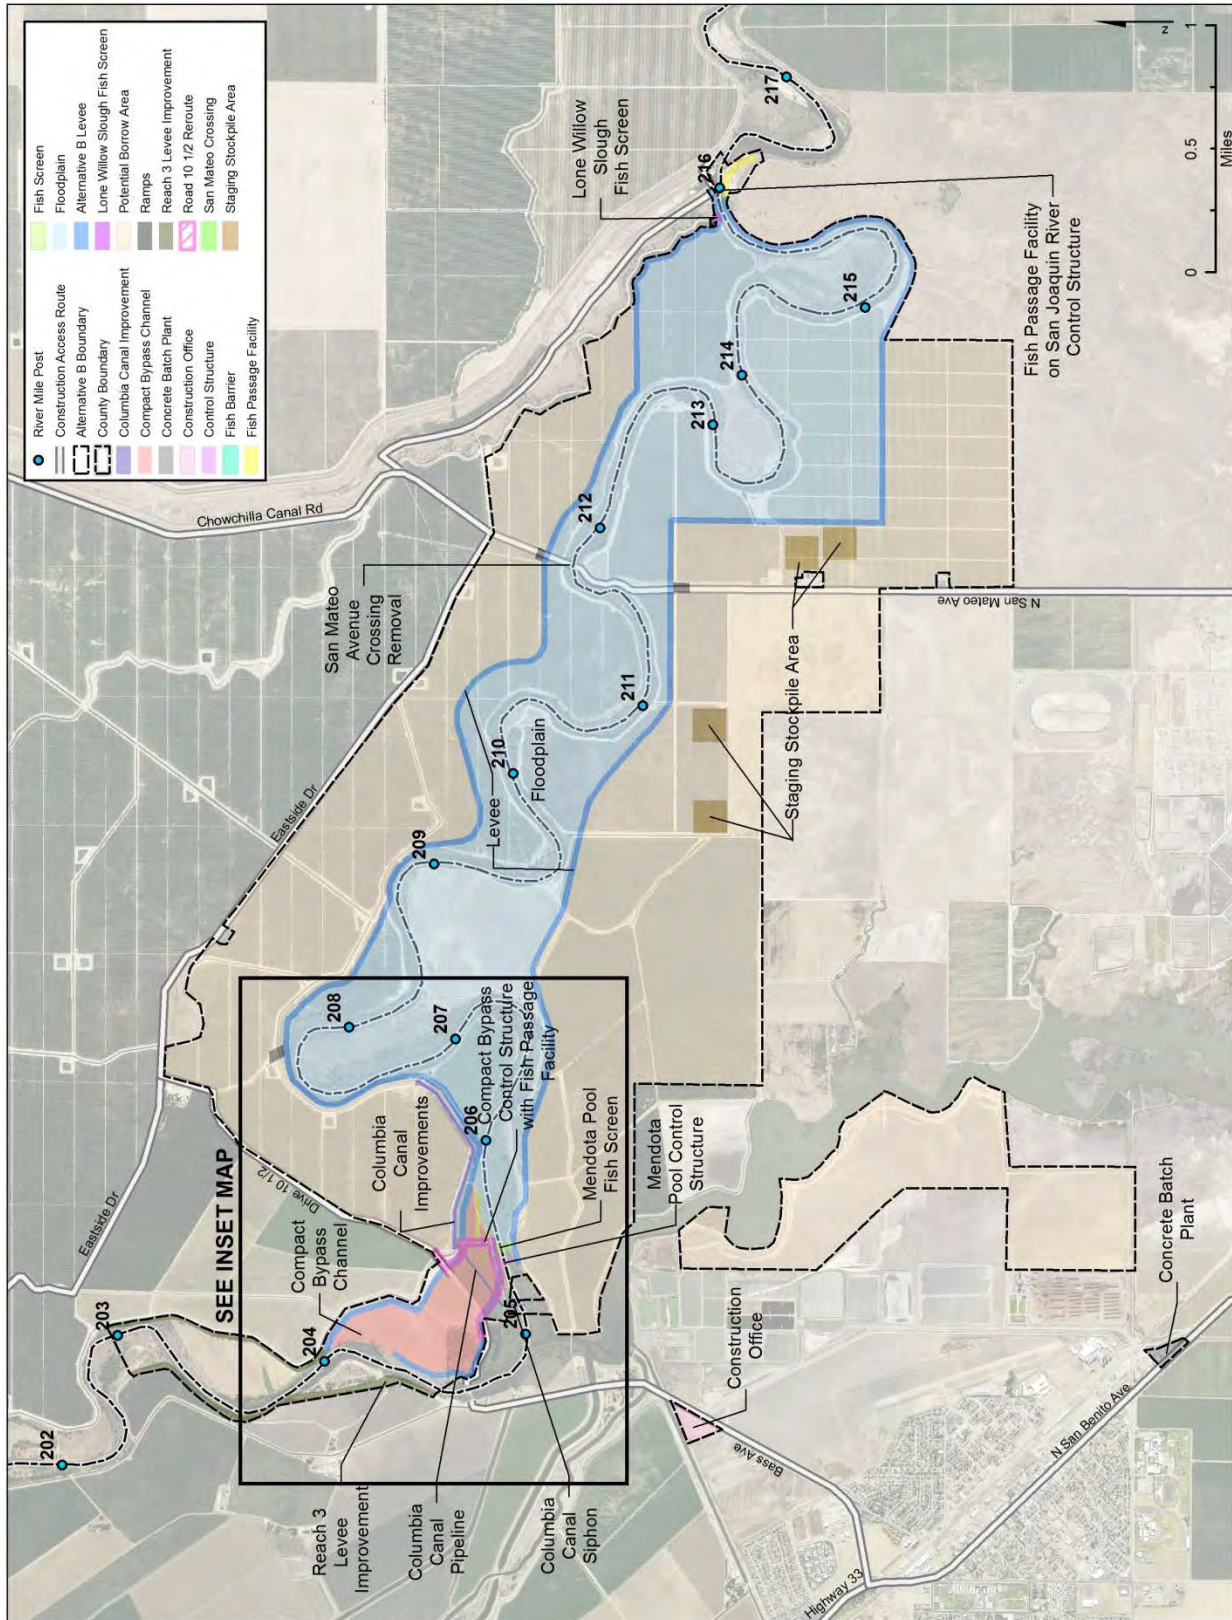 River Mile Post
Construction Access Route
Alternative B Boundary
County Boundary
Columbia Canal Improvement
Compact Bypass Channel
Concrete Batch Plant
Construction Office
Control Structure
Fish Barrier
Fish Passage Facility
Fish Screen
Floodplain
Alternative B Levee
Lone Willow Slough Fish Screen
Potential Borrow Area
Ramps
Reach 3 Levee Improvement
Road 10 1/2 Reroute
San Mateo Crossing
Staging Stockpile Area
202
203
Eastside Dr
SEE INSET MAP
Drive 10 1/2
Compact
Bypass
Channel
204
Columbia
Canal
Improvements
208
207
206
205
Reach 3
Levee
Improvement
Columbia
Canal
Pipeline
Columbia
Canal
Siphon
Compact Bypass
Control Structure
with Fish Passage
Facility
Mendota Pool
Fish Screen
Mendota
Pool Control
Structure
Eastside Dr
209
Levee
210
Floodplain
211
San Mateo
Avenue
Crossing
Removal
Chowchilla Canal Rd
212
213
214
215
216
217
Lone Willow
Slough
Fish Screen
Fish Passage Facility
on San Joaquin River
Control Structure
Staging Stockpile Area
N San Mateo Ave
Construction
Office
Bass Ave
Concrete Batch
Plant
N San Benito Ave
Highway 33
z
0
0.5
1
Miles